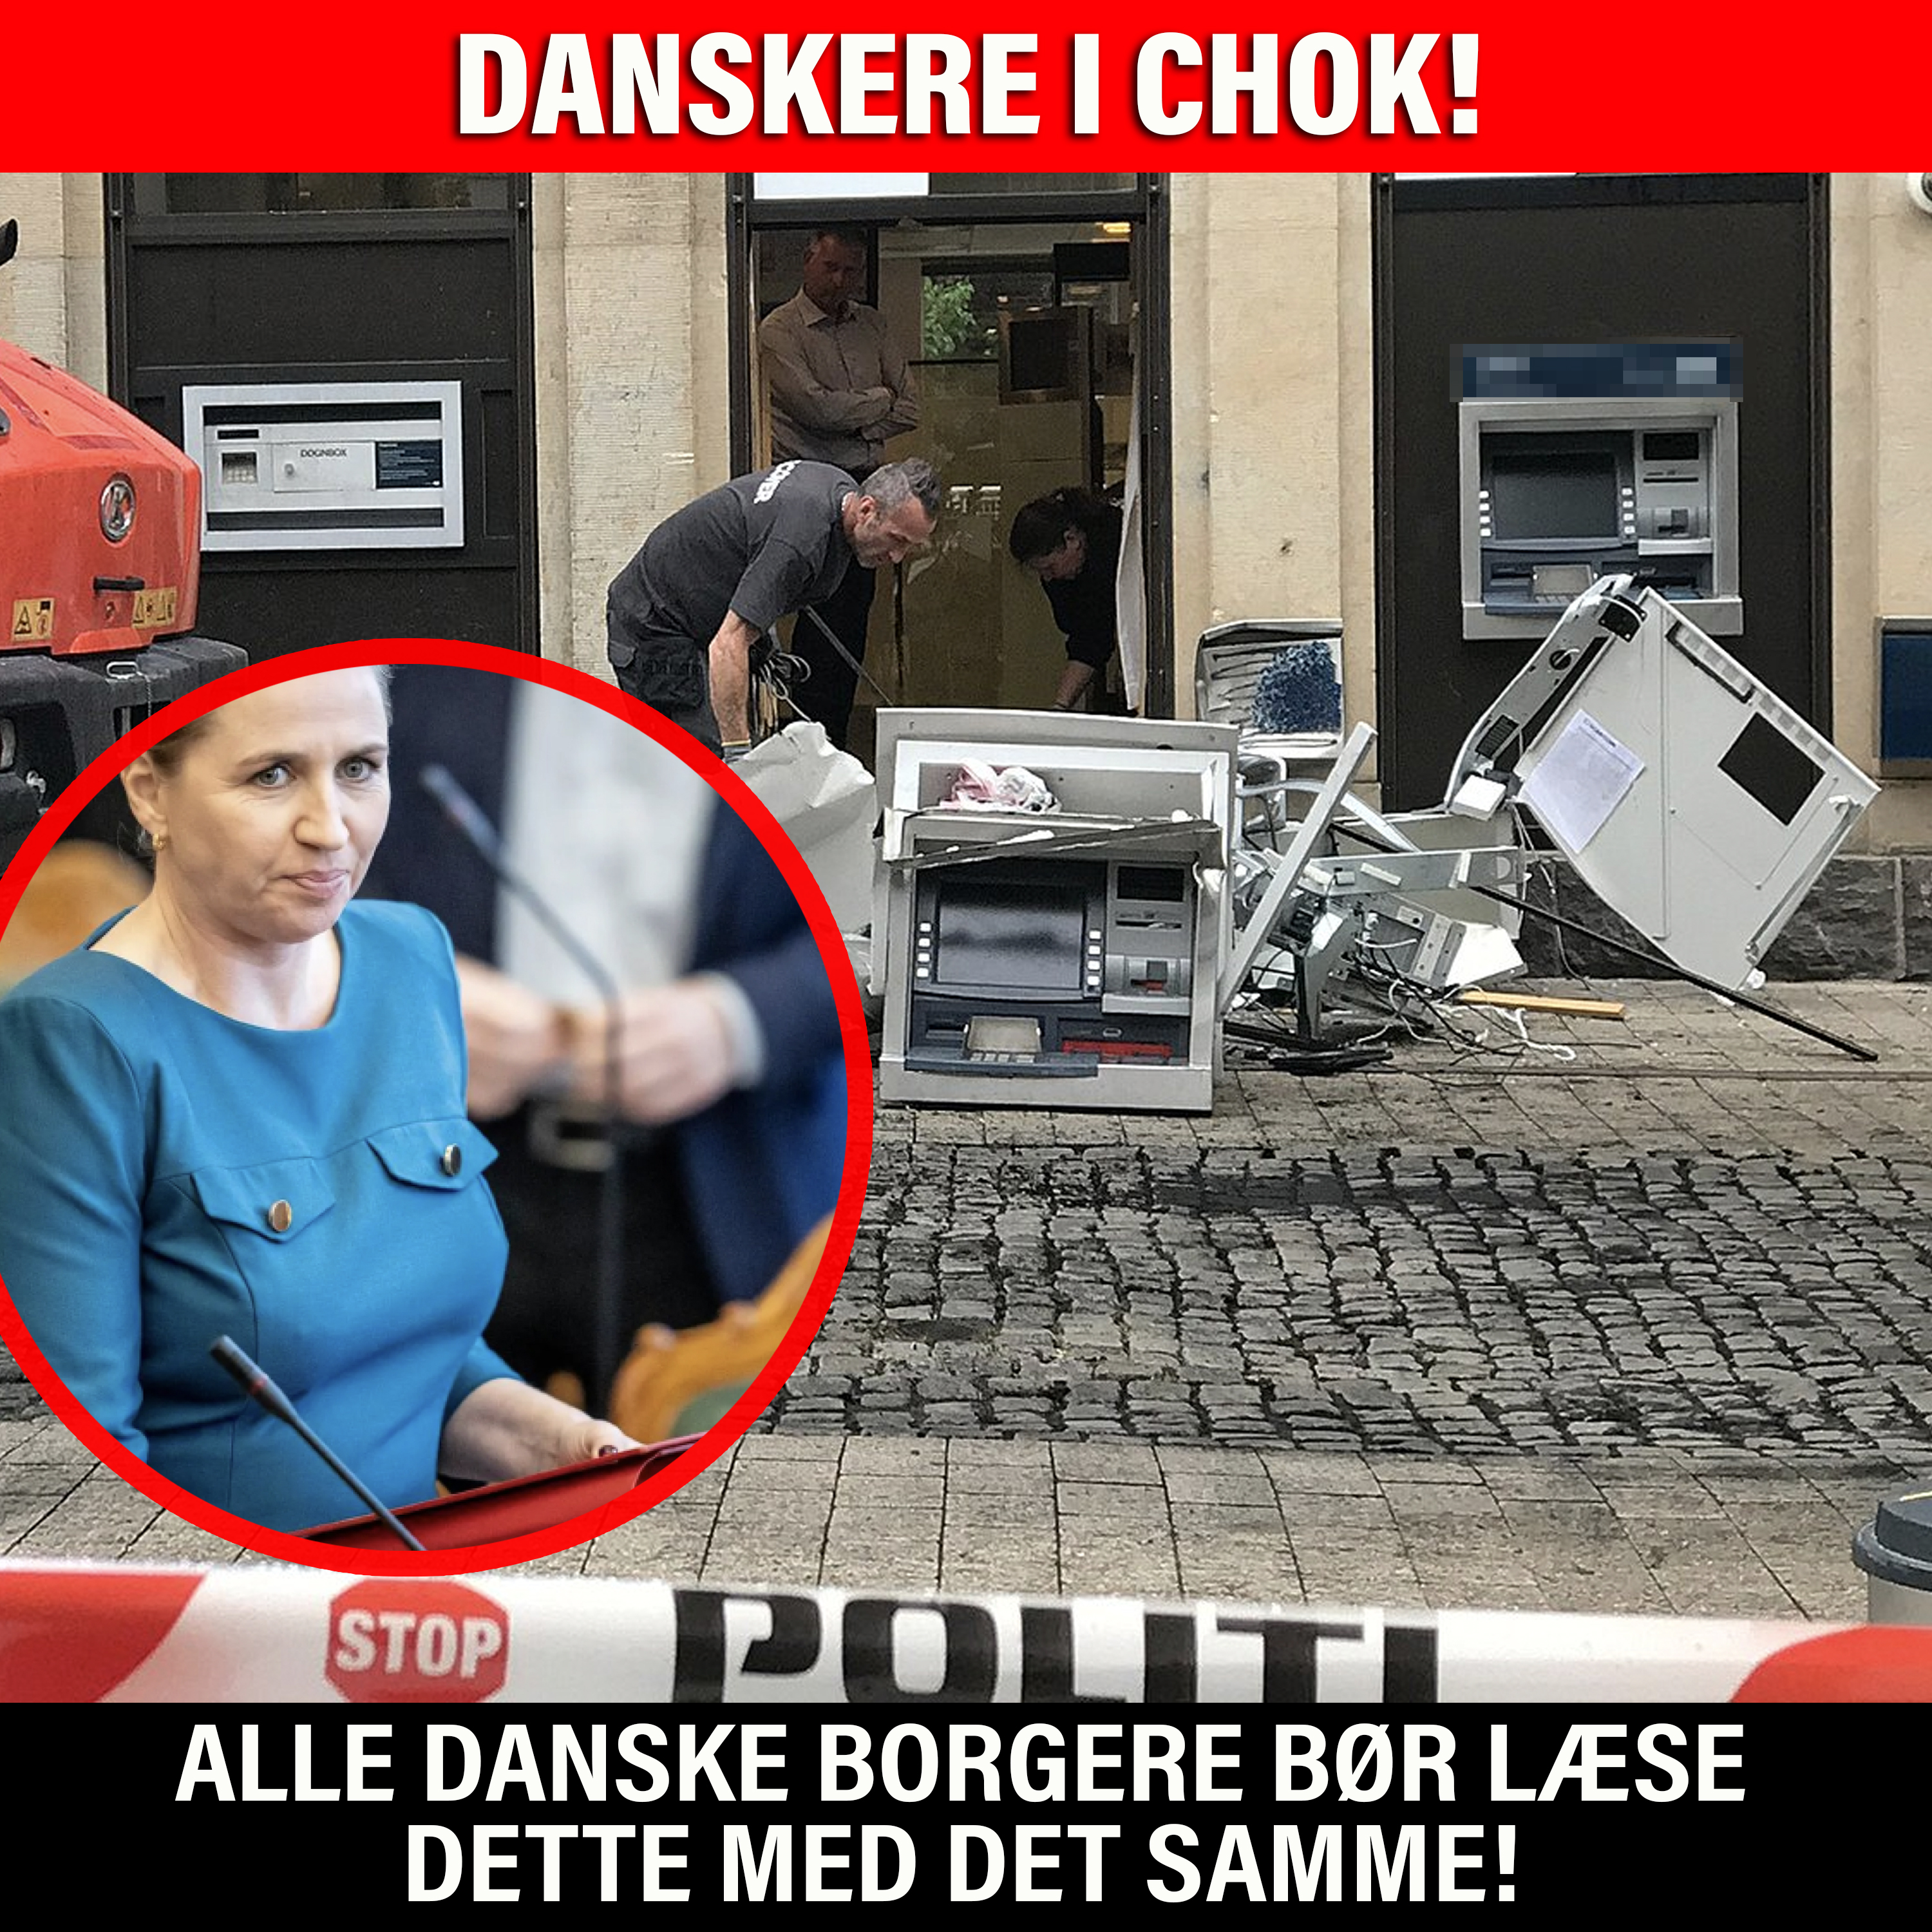 DANSKERE I CHOK!
DØGNBOX
STOP
POLITI
ALLE DANSKE BORGERE BØR LÆSE
DETTE MED DET SAMME!